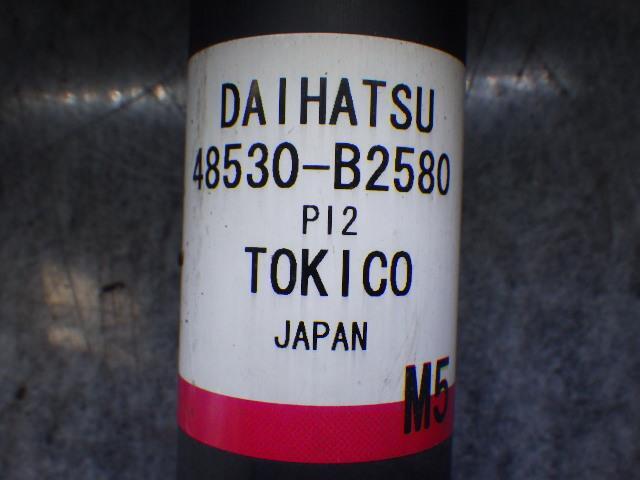 DAIHATSU
48530-B2580
PI2
TOKICO
JAPAN
M5